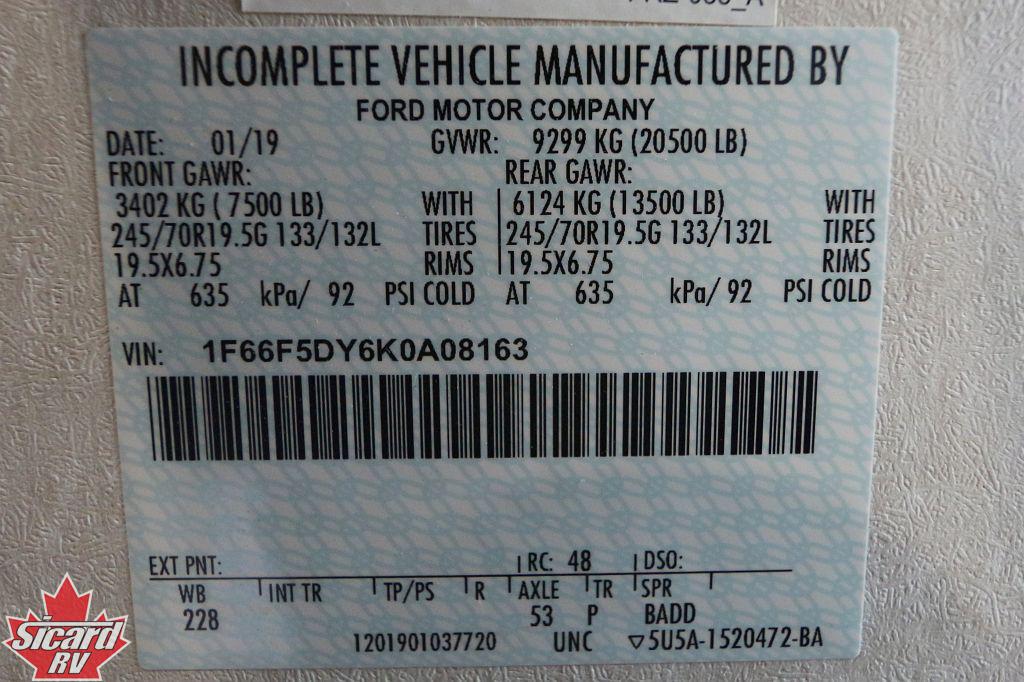 INCOMPLETE VEHICLE MANUFACTURED BY
FORD MOTOR COMPANY
DATE: 01/19 GVWR: 9299 KG (20500 LB)
FRONT GAWR: REAR GAWR:
3402 KG ( 7500 LB) WITH 6124 KG (13500 LB) WITH
245/70R19.5G 133/132L TIRES 245/70R19.5G 133/132L TIRES
19.5X6.75 RIMS 19.5X6.75 RIMS
AT 635 kPa/ 92 PSI COLD AT 635 kPa/ 92 PSI COLD
VIN: 1F66F5DY6K0A08163
EXT PNT: RC: 48 DSO:
WB INT TR TP/PS R AXLE TR SPR
228 53 P BADD
1201901037720 UNC ▽5U5A-1520472-BA
Sicard
RV